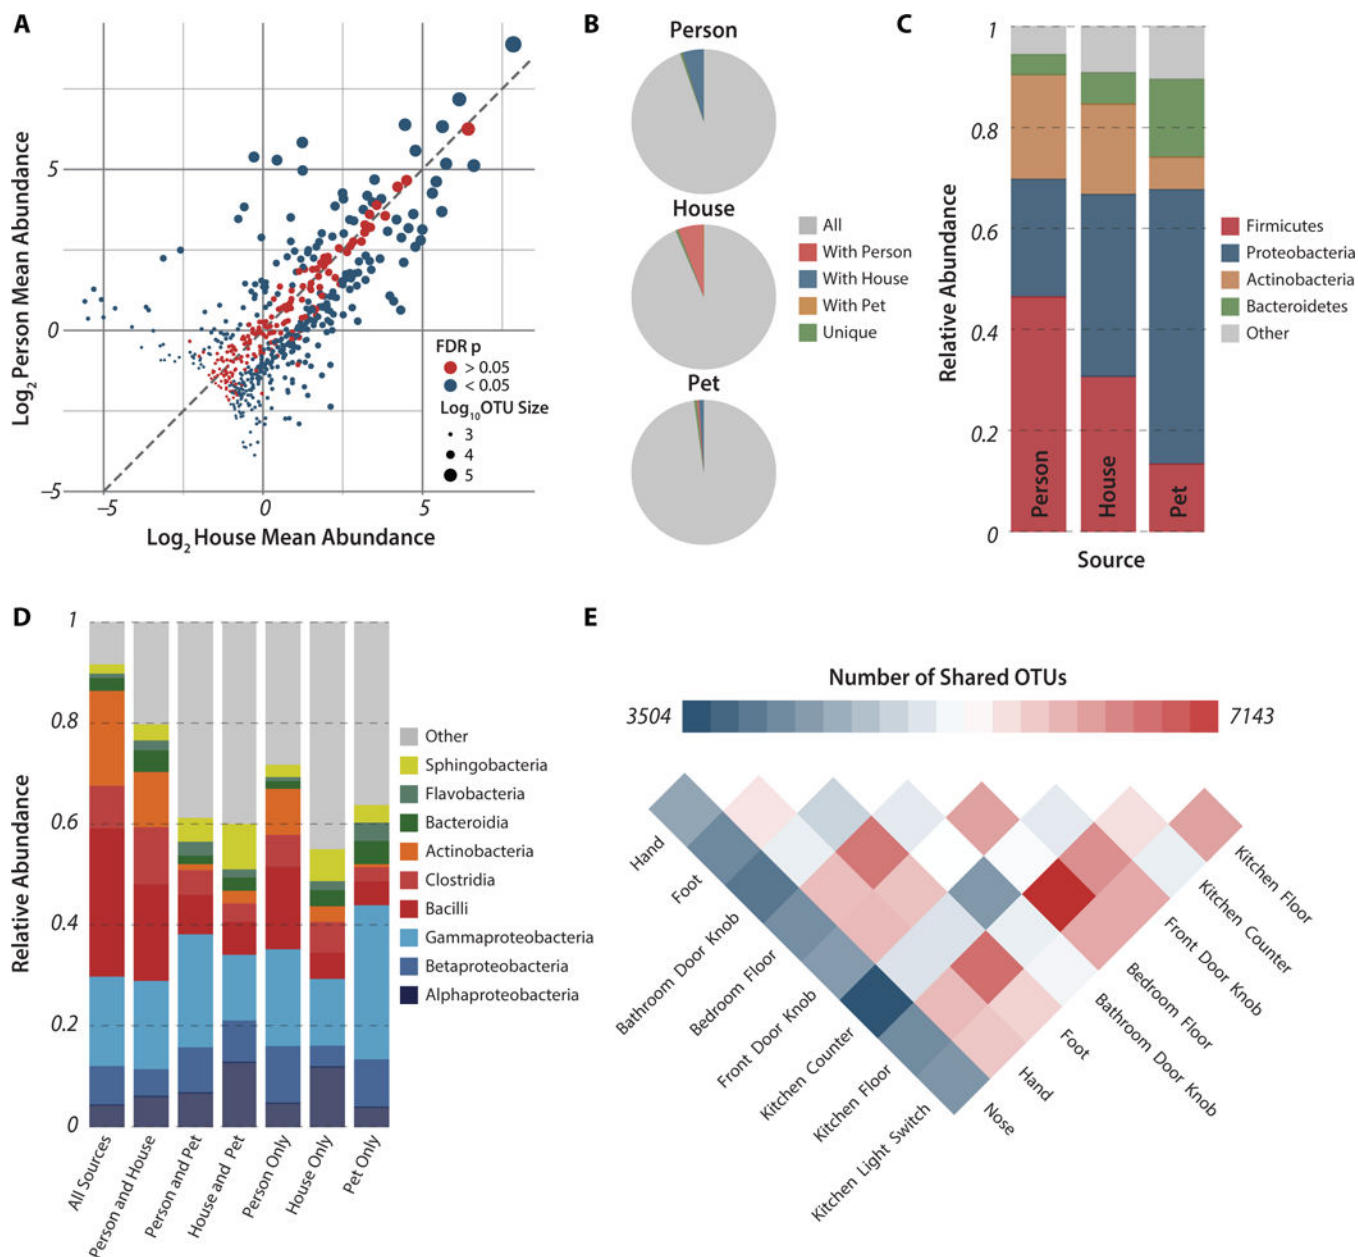 A
Log2 Person Mean Abundance
5
0
−5
−5
0
5
Log2 House Mean Abundance
FDR p
> 0.05
< 0.05
Log10OTU Size
3
4
5
B
Person
House
Pet
All
With Person
With House
With Pet
Unique
C
Relative Abundance
1
0.8
0.6
0.4
0.2
0
Person
House
Pet
Source
Firmicutes
Proteobacteria
Actinobacteria
Bacteroidetes
Other
D
Relative Abundance
1
0.8
0.6
0.4
0.2
0
All Sources
Person and House
Person and Pet
House and Pet
Person Only
House Only
Pet Only
Other
Sphingobacteria
Flavobacteria
Bacteroidia
Actinobacteria
Clostridia
Bacilli
Gammaproteobacteria
Betaproteobacteria
Alphaproteobacteria
E
Number of Shared OTUs
3504
7143
Hand
Foot
Bathroom Door Knob
Bedroom Floor
Front Door Knob
Kitchen Counter
Kitchen Floor
Kitchen Light Switch
Nose
Hand
Foot
Bathroom Door Knob
Bedroom Floor
Front Door Knob
Kitchen Counter
Kitchen Floor